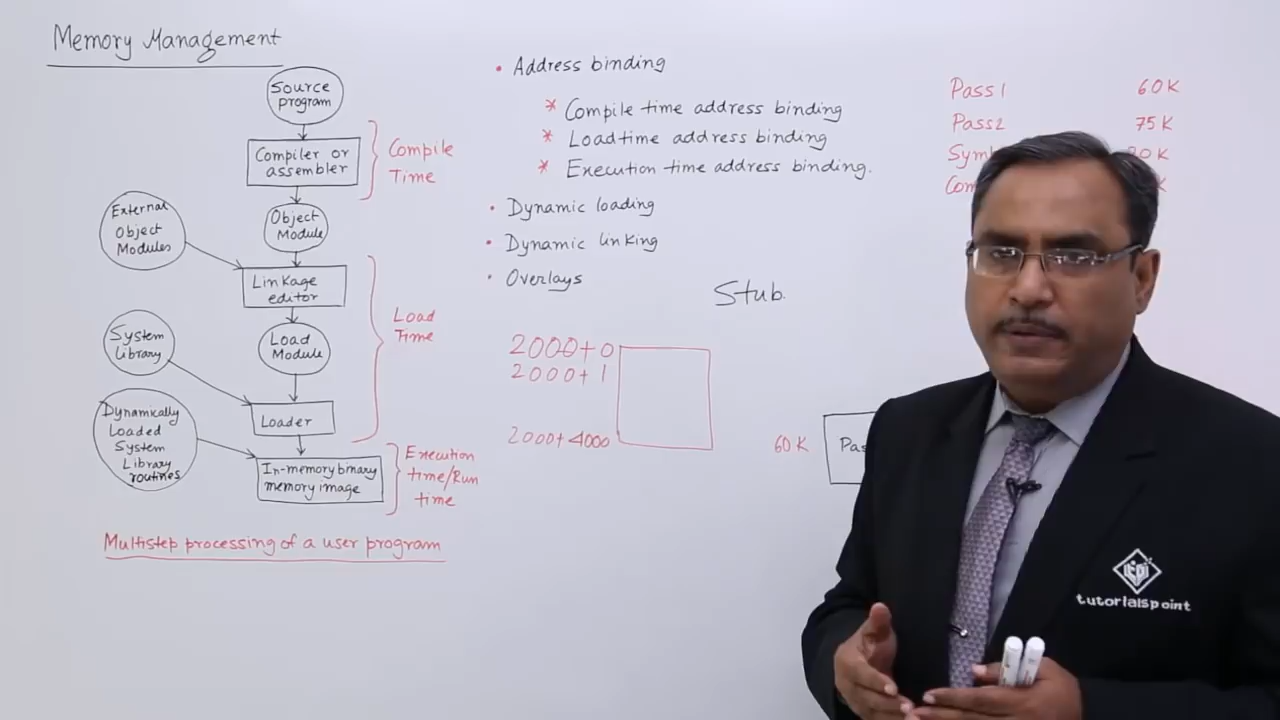 Memory Management
Source
program
Compiler or
assembler
Compile
Time
External
Object
Modules
Object
Module
Linkage
editor
System
library
Load
Module
Load
Time
Dynamically
Loaded
System
Library
routines
Loader
In-memory binary
memory image
Execution
time/Run
time
Multistep processing of a user program
• Address binding
* Compile time address binding
* Load time address binding
* Execution time address binding.
• Dynamic loading
• Dynamic linking
• Overlays
Stub.
2000+0
2000+1
2000+4000
Pass1 60K
Pass2 75K
K
60K
tutorialspoint